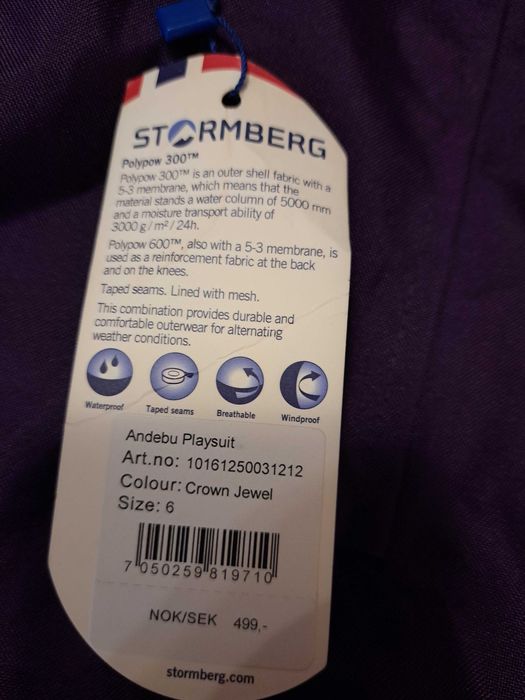 STORMBERG
Polypow 300™
Polypow 300™ is an outer shell fabric with a
5-3 membrane, which means that the
material stands a water column of 5000 mm
and a moisture transport ability of
3000 g/m²/24h.
Polypow 600™, also with a 5-3 membrane, is
used as a reinforcement fabric at the back
and on the knees.
Taped seams. Lined with mesh.
This combination provides durable and
comfortable outerwear for alternating
weather conditions.
Waterproof Taped seams Breathable Windproof
Andebu Playsuit
Art.no: 10161250031212
Colour: Crown Jewel
Size: 6
7 050259 819710
NOK/SEK 499,-
stormberg.com